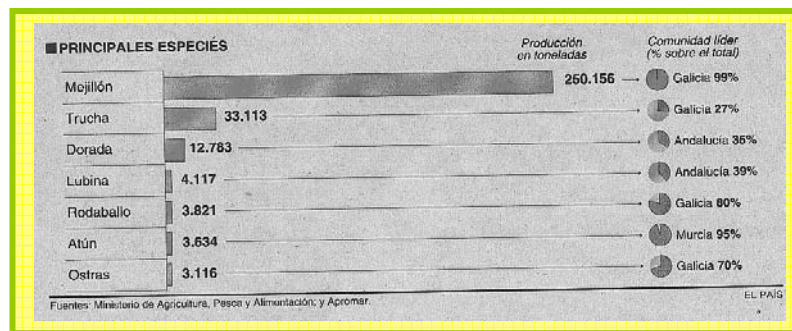 PRINCIPALES ESPECIÉS
Producción
en toneladas
Comunidad líder
(% sobre el total)
Mejillón 260.156 Galicia 99%
Trucha 33.113 Galicia 27%
Dorada 12.783 Andalucía 35%
Lubina 4.117 Andalucía 39%
Rodaballo 3.821 Galicia 80%
Atún 3.634 Murcia 95%
Ostras 3.116 Galicia 70%
Fuentes: Ministerio de Agricultura, Pesca y Alimentación; y Apromar.
EL PAÍS